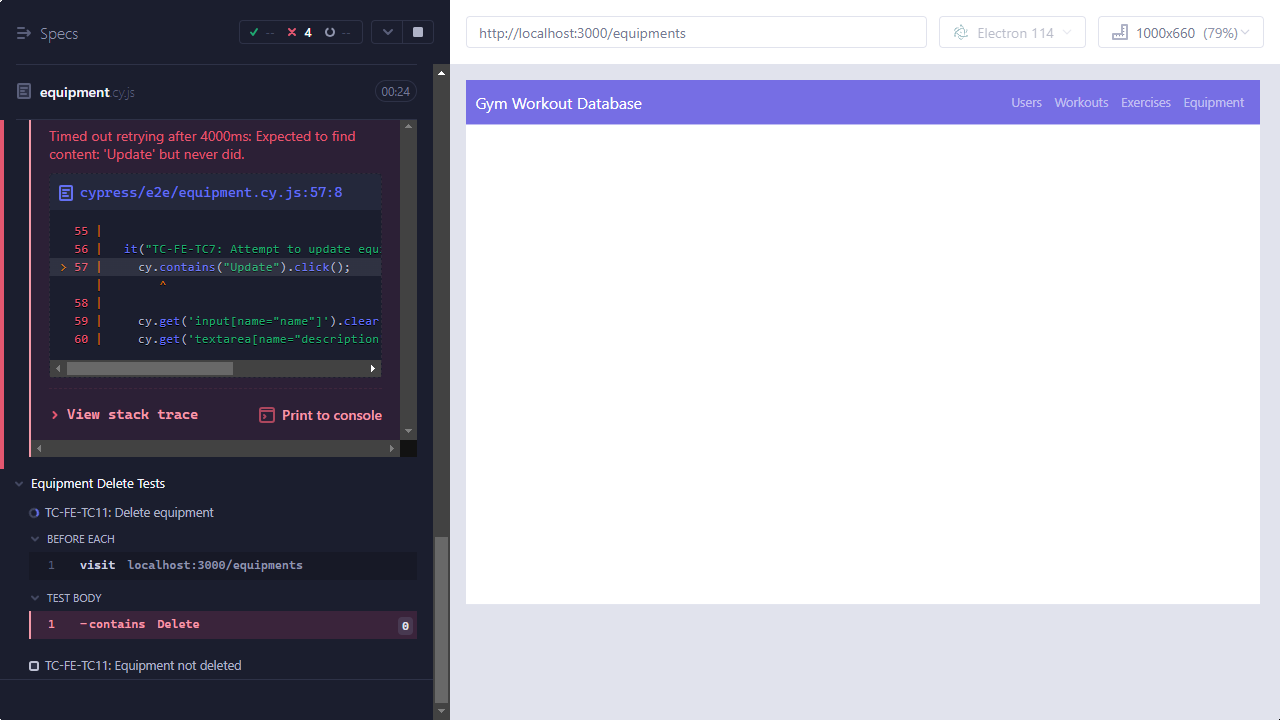 Specs
-- 4 --
equipment.cy.js
00:24
Timed out retrying after 4000ms: Expected to find
content: 'Update' but never did.
cypress/e2e/equipment.cy.js:57:8
55 |
56 | it("TC-FE-TC7: Attempt to update equi
> 57 | cy.contains("Update").click();
| ^
58 |
59 | cy.get('input[name="name"]').clear
60 | cy.get('textarea[name="description
View stack trace
Print to console
Equipment Delete Tests
TC-FE-TC11: Delete equipment
BEFORE EACH
1 visit localhost:3000/equipments
TEST BODY
1 -contains Delete 0
TC-FE-TC11: Equipment not deleted
http://localhost:3000/equipments
Electron 114
1000x660 (79%)
Gym Workout Database
Users Workouts Exercises Equipment